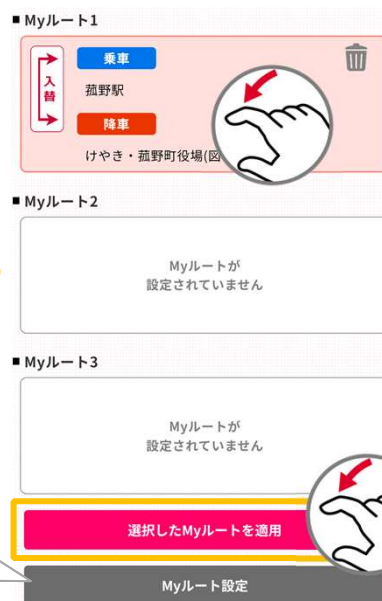 ■ Myルート1
乗車
入替
菰野駅
降車
けやき・菰野町役場(図
■ Myルート2
Myルートが
設定されていません
■ Myルート3
Myルートが
設定されていません
選択したMyルートを適用
Myルート設定